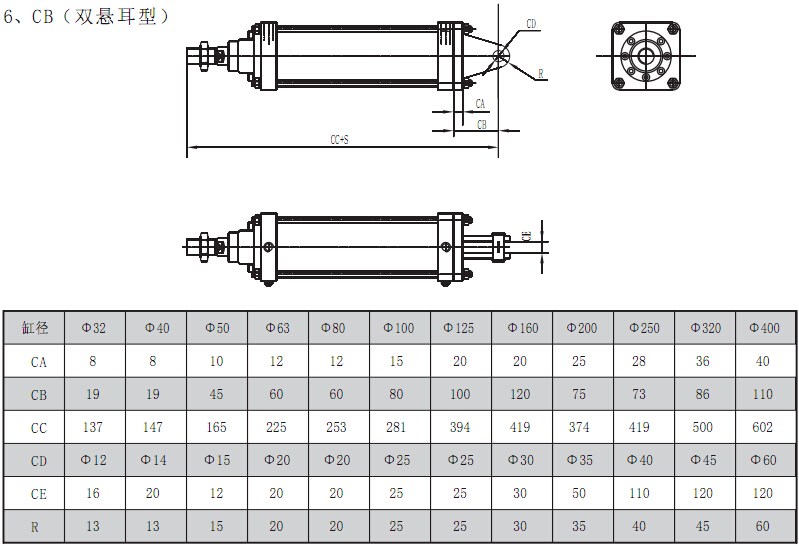 6、CB（双悬耳型）
CD
R
CA
CB
CC+S
CE
缸径 Φ32 Φ40 Φ50 Φ63 Φ80 Φ100 Φ125 Φ160 Φ200 Φ250 Φ320 Φ400
CA 8 8 10 12 12 15 20 20 25 28 36 40
CB 19 19 45 60 60 80 100 120 75 73 86 110
CC 137 147 165 225 253 281 394 419 374 419 500 602
CD Φ12 Φ14 Φ15 Φ20 Φ20 Φ25 Φ25 Φ30 Φ35 Φ40 Φ45 Φ60
CE 16 20 12 20 20 25 25 30 50 110 120 120
R 13 13 15 20 20 25 25 30 35 40 45 60